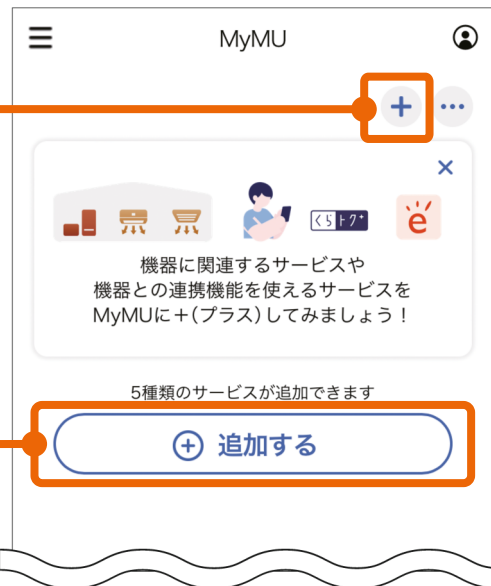 MyMU
くらトク+
e
機器に関連するサービスや
機器との連携機能を使えるサービスを
MyMUに+(プラス)してみましょう!
5種類のサービスが追加できます
追加する